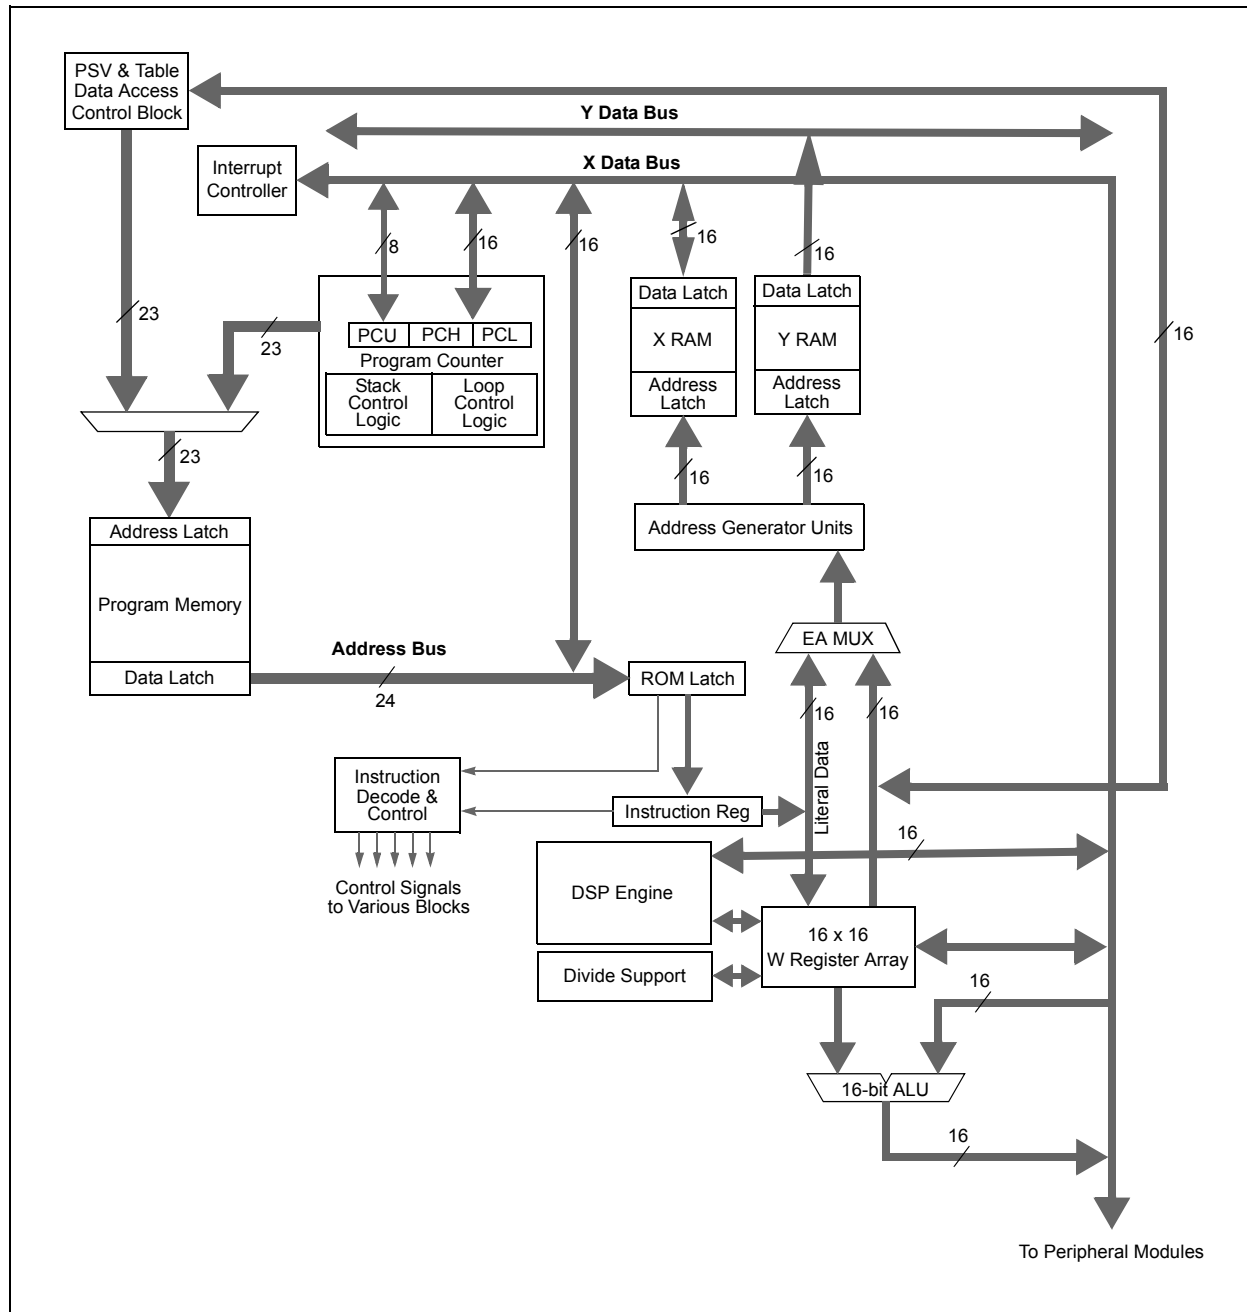 PSV & Table
Data Access
Control Block
Y Data Bus
X Data Bus
Interrupt
Controller
8
16
16
16
16
23
23
16
PCU PCH PCL
Program Counter
Stack
Control
Logic
Loop
Control
Logic
Data Latch
X RAM
Address
Latch
Data Latch
Y RAM
Address
Latch
23
16
16
Address Generator Units
Address Latch
Program Memory
Data Latch
Address Bus
24
ROM Latch
EA MUX
16
16
Literal Data
Instruction
Decode &
Control
Instruction Reg
Control Signals
to Various Blocks
16
DSP Engine
16 x 16
W Register Array
Divide Support
16
16-bit ALU
16
To Peripheral Modules